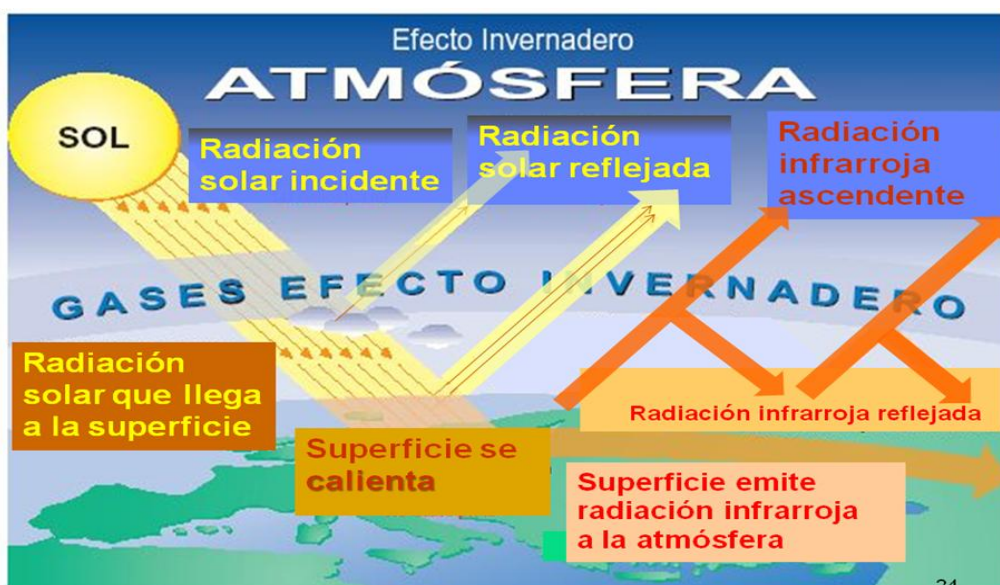 Efecto Invernadero
ATMÓSFERA
SOL
Radiación
solar incidente
Radiación
solar reflejada
Radiación
infrarroja
ascendente
GASES EFECTO INVERNADERO
Radiación
solar que llega
a la superficie
Radiación infrarroja reflejada
Superficie se
calienta
Superficie emite
radiación infrarroja
a la atmósfera